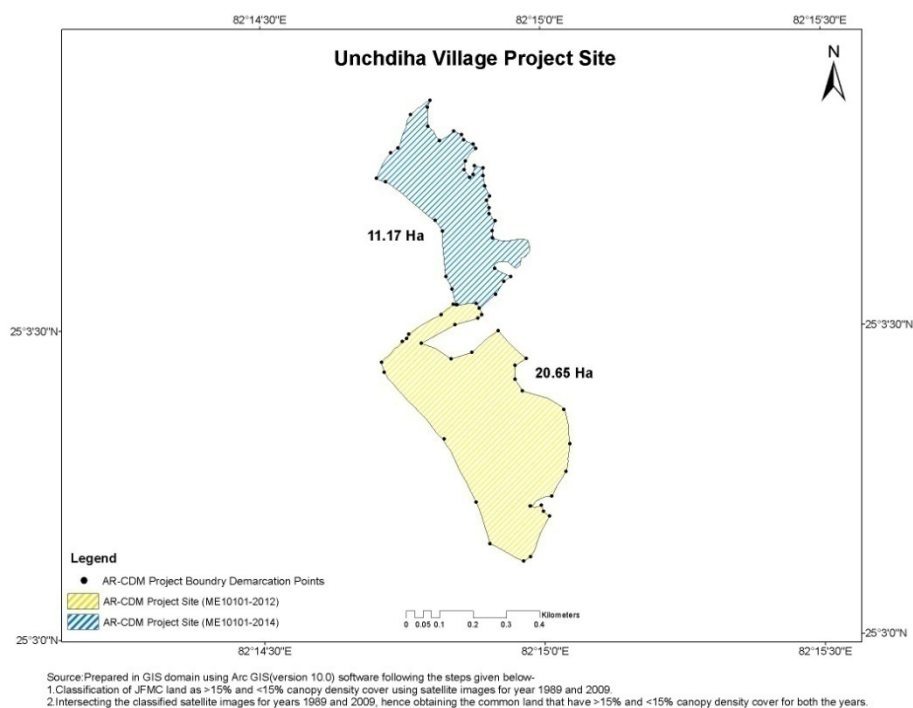 82°14'30"E 82°15'0"E 82°15'30"E
Unchdiha Village Project Site
N
11.17 Ha
25°3'30"N 25°3'30"N
20.65 Ha
Legend
AR-CDM Project Boundry Demarcation Points
AR-CDM Project Site (ME10101-2012)
AR-CDM Project Site (ME10101-2014)
Kilometers
0 0.05 0.1 0.2 0.3 0.4
25°3'0"N 25°3'0"N
82°14'30"E 82°15'0"E 82°15'30"E
Source:Prepared in GIS domain using Arc GIS(version 10.0) software following the steps given below-
1.Classification of JFMC land as >15% and <15% canopy density cover using satellite images for year 1989 and 2009.
2.Intersecting the classified satellite images for years 1989 and 2009, hence obtaining the common land that have >15% and <15% canopy density cover for both the years.